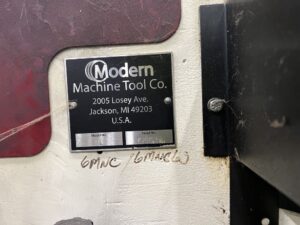 Modern
Machine Tool Co.
2005 Losey Ave.
Jackson, MI 49203
U.S.A.